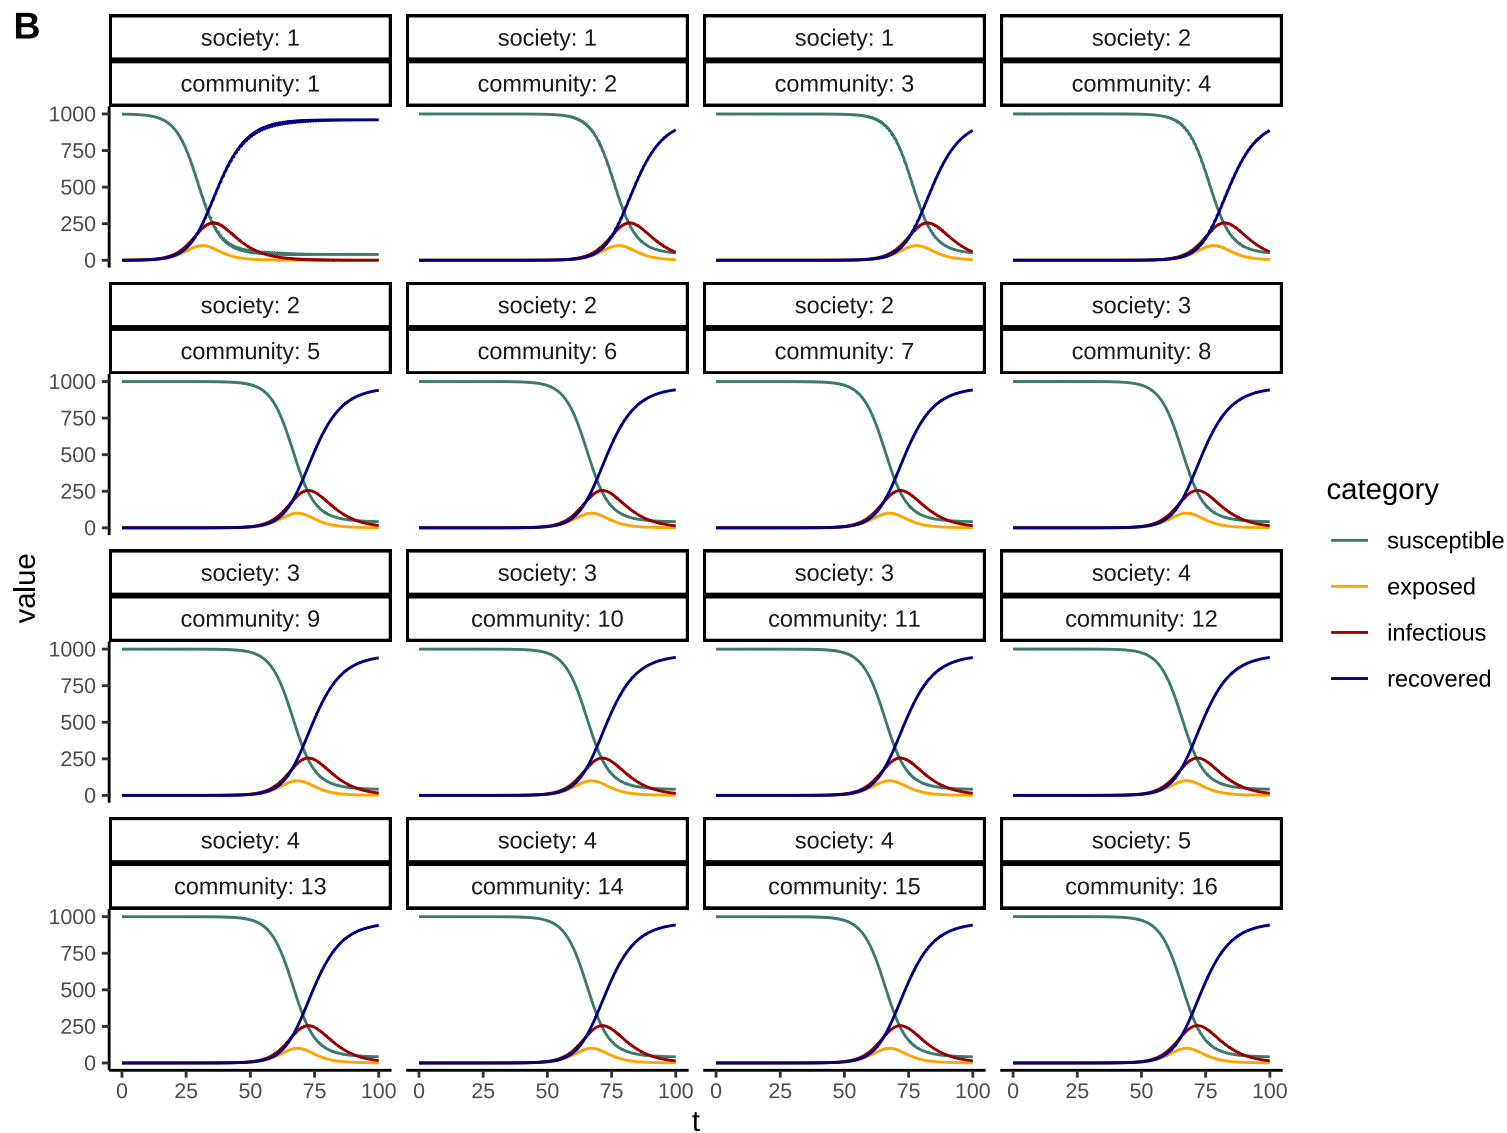 B
society: 1
society: 1
society: 1
society: 2
community: 1
community: 2
community: 3
community: 4
1000
750
500
250
0
society: 2
society: 2
society: 2
society: 3
community: 5
community: 6
community: 7
community: 8
1000
750
500
250
0
society: 3
society: 3
society: 3
society: 4
community: 9
community: 10
community: 11
community: 12
1000
750
500
250
0
society: 4
society: 4
society: 4
society: 5
community: 13
community: 14
community: 15
community: 16
1000
750
500
250
0
0 25 50 75 100
0 25 50 75 100
0 25 50 75 100
0 25 50 75 100
t
value
category
susceptible
exposed
infectious
recovered